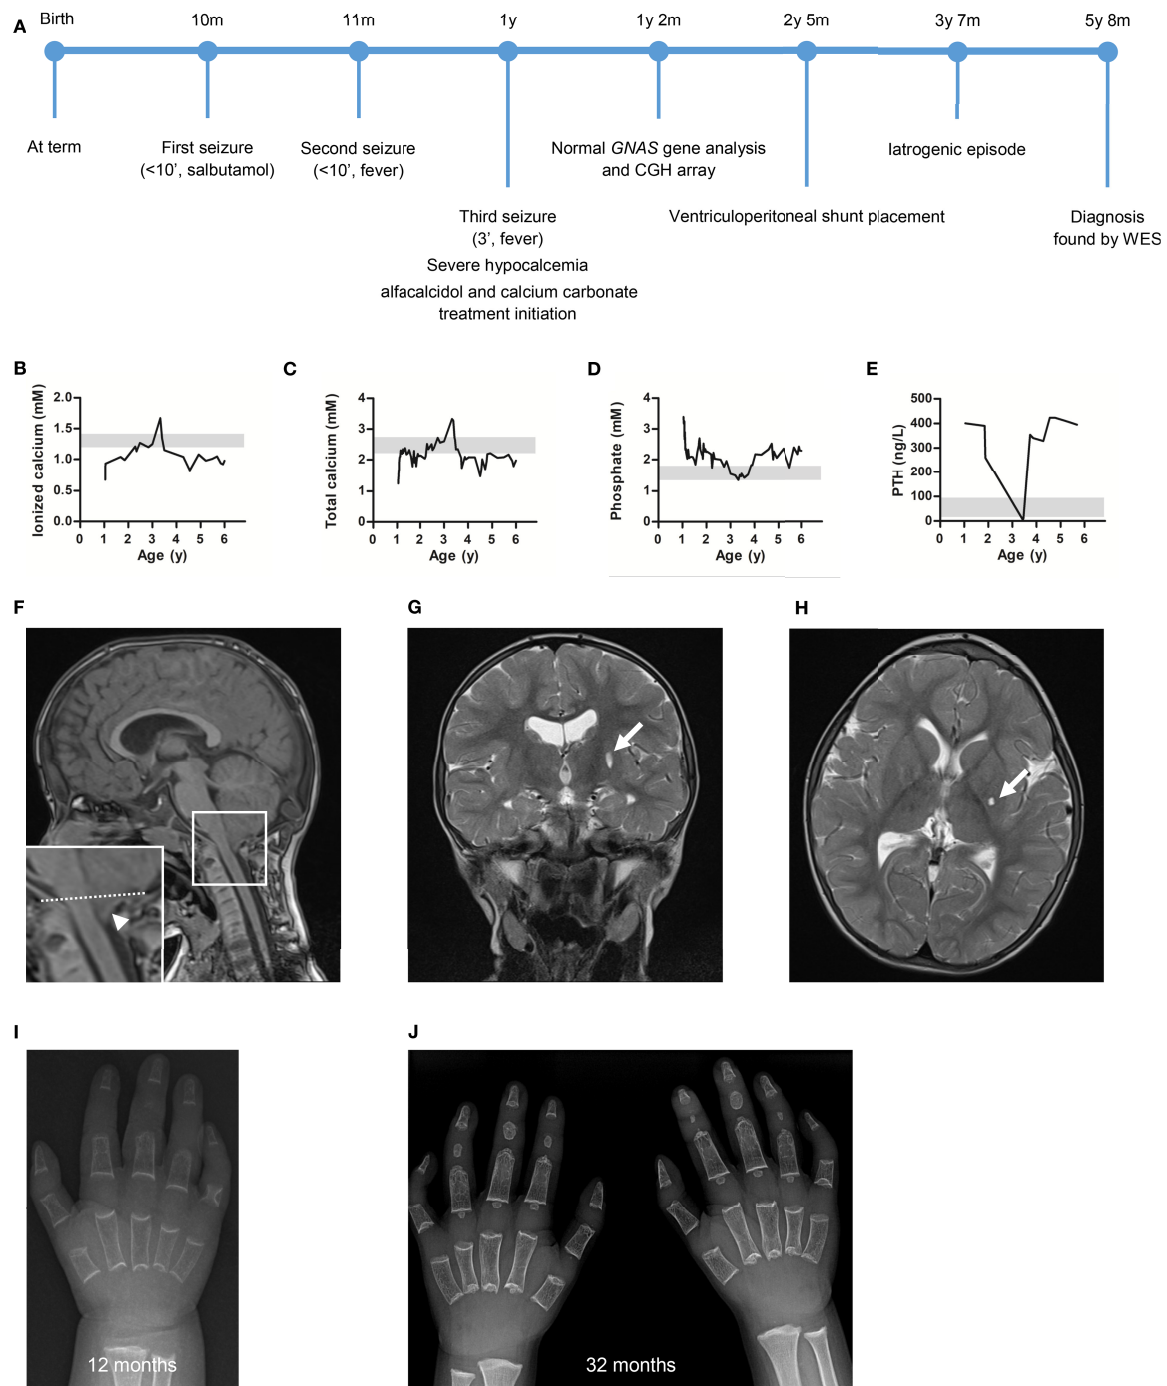 A
Birth
10m
11m
1y
1y 2m
2y 5m
3y 7m
5y 8m
At term
First seizure
(<10’, salbutamol)
Second seizure
(<10’, fever)
Normal GNAS gene analysis
and CGH array
Iatrogenic episode
Third seizure
(3’, fever)
Severe hypocalcemia
alfacalcidol and calcium carbonate
treatment initiation
Ventriculoperitoneal shunt placement
Diagnosis
found by WES
B
Ionized calcium (mM)
2.0
1.5
1.0
0.5
0.0
0 1 2 3 4 5 6
Age (y)
C
Total calcium (mM)
4
3
2
1
0
0 1 2 3 4 5 6
Age (y)
D
Phosphate (mM)
4
3
2
1
0
0 1 2 3 4 5 6
Age (y)
E
PTH (ng/L)
500
400
300
200
100
0
0 1 2 3 4 5 6
Age (y)
F
G
H
I
12 months
J
32 months